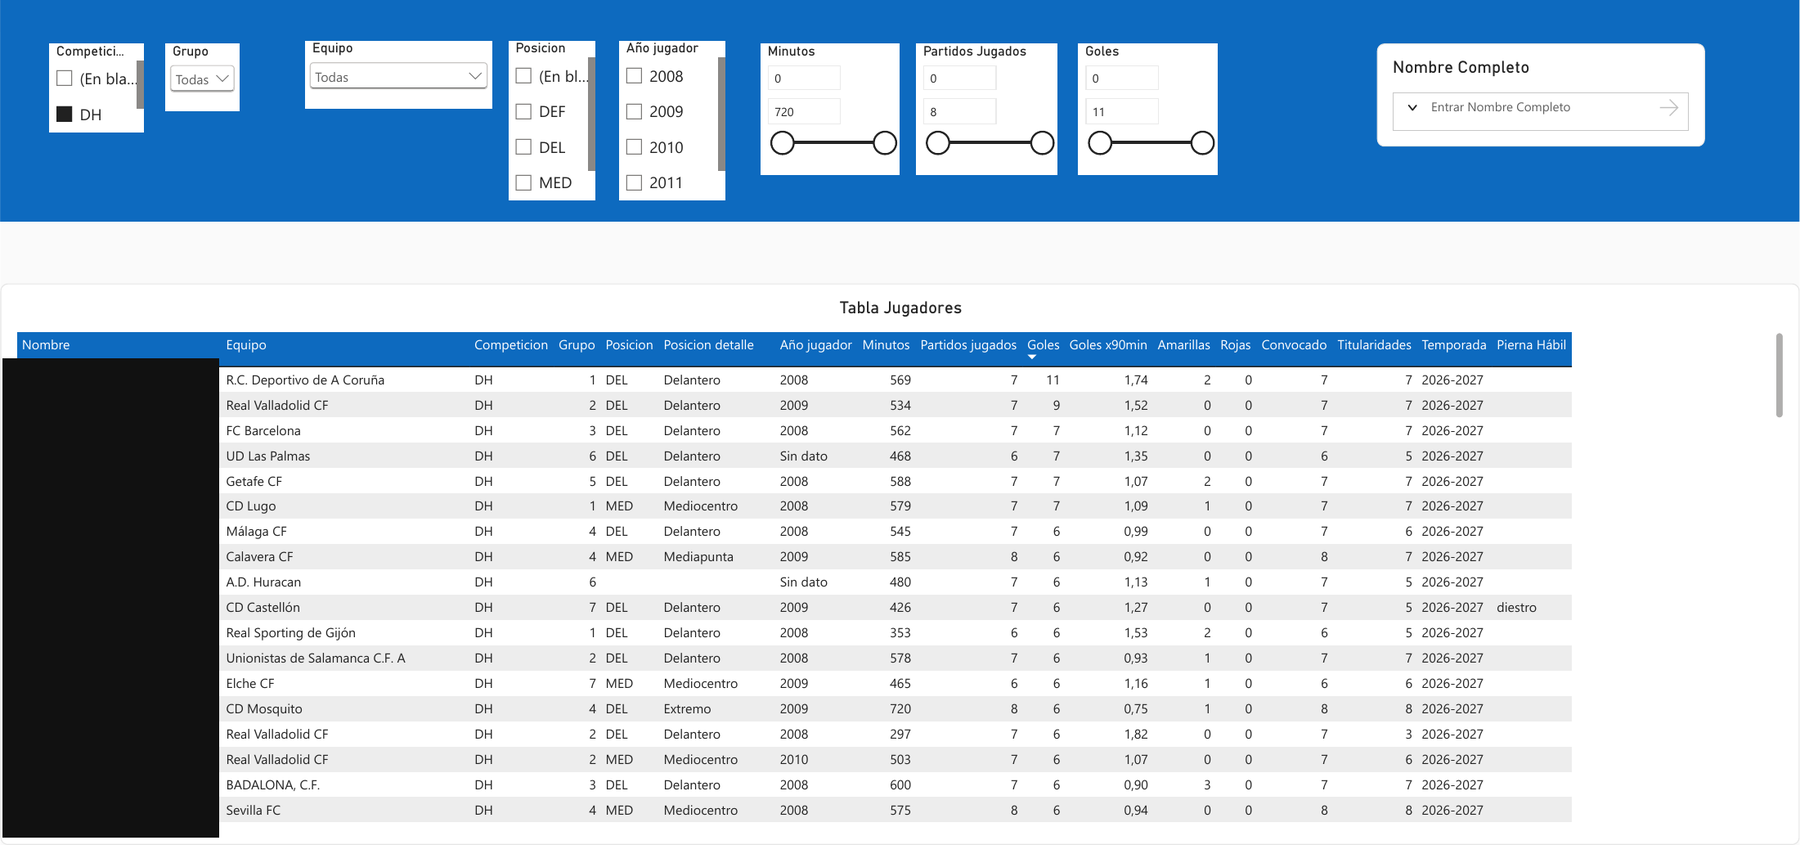 Competici...
(En bla...
DH
Grupo
Todas
Equipo
Todas
Posicion
(En bl...
DEF
DEL
MED
Año jugador
2008
2009
2010
2011
Minutos
0
720
Partidos Jugados
0
8
Goles
0
11
Nombre Completo
Entrar Nombre Completo
Tabla Jugadores
Nombre Equipo Competicion Grupo Posicion Posicion detalle Año jugador Minutos Partidos jugados Goles Goles x90min Amarillas Rojas Convocado Titularidades Temporada Pierna Hábil
R.C. Deportivo de A Coruña DH 1 DEL Delantero 2008 569 7 11 1,74 2 0 7 7 2026-2027
Real Valladolid CF DH 2 DEL Delantero 2009 534 7 9 1,52 0 0 7 7 2026-2027
FC Barcelona DH 3 DEL Delantero 2008 562 7 7 1,12 0 0 7 7 2026-2027
UD Las Palmas DH 6 DEL Delantero Sin dato 468 6 7 1,35 0 0 6 5 2026-2027
Getafe CF DH 5 DEL Delantero 2008 588 7 7 1,07 2 0 7 7 2026-2027
CD Lugo DH 1 MED Mediocentro 2008 579 7 7 1,09 1 0 7 7 2026-2027
Málaga CF DH 4 DEL Delantero 2008 545 7 6 0,99 0 0 7 6 2026-2027
Calavera CF DH 4 MED Mediapunta 2009 585 8 6 0,92 0 0 8 7 2026-2027
A.D. Huracan DH 6 Sin dato 480 7 6 1,13 1 0 7 5 2026-2027
CD Castellón DH 7 DEL Delantero 2009 426 7 6 1,27 0 0 7 5 2026-2027 diestro
Real Sporting de Gijón DH 1 DEL Delantero 2008 353 6 6 1,53 2 0 6 5 2026-2027
Unionistas de Salamanca C.F. A DH 2 DEL Delantero 2008 578 7 6 0,93 1 0 7 7 2026-2027
Elche CF DH 7 MED Mediocentro 2009 465 6 6 1,16 1 0 6 6 2026-2027
CD Mosquito DH 4 DEL Extremo 2009 720 8 6 0,75 1 0 8 8 2026-2027
Real Valladolid CF DH 2 DEL Delantero 2008 297 7 6 1,82 0 0 7 3 2026-2027
Real Valladolid CF DH 2 MED Mediocentro 2010 503 7 6 1,07 0 0 7 6 2026-2027
BADALONA, C.F. DH 3 DEL Delantero 2008 600 7 6 0,90 3 0 7 7 2026-2027
Sevilla FC DH 4 MED Mediocentro 2008 575 8 6 0,94 0 0 8 8 2026-2027